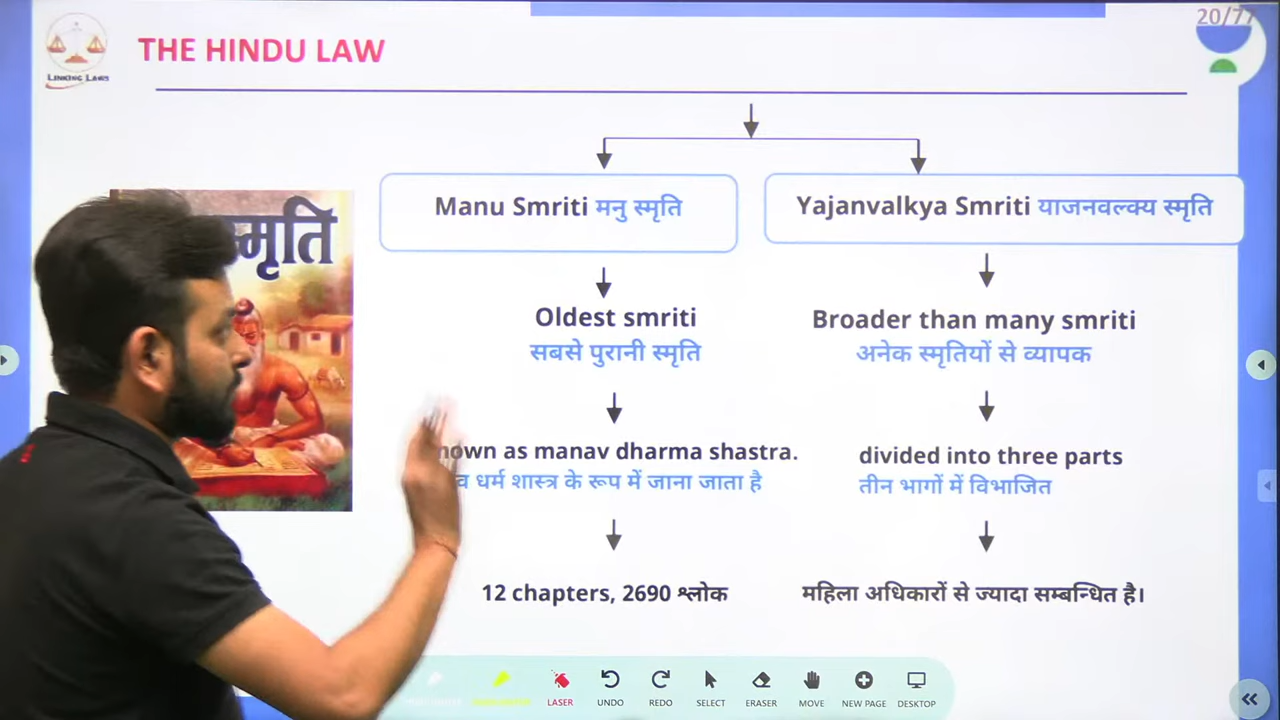 20/77
THE HINDU LAW
LINKING LAWS
Manu Smriti मनु स्मृति
Yajanvalkya Smriti याजनवल्क्य स्मृति
स्मृति
Oldest smriti
सबसे पुरानी स्मृति
Broader than many smriti
अनेक स्मृतियों से व्यापक
nown as manav dharma shastra.
व धर्म शास्त्र के रूप में जाना जाता है
divided into three parts
तीन भागों में विभाजित
12 chapters, 2690 श्लोक
महिला अधिकारों से ज्यादा सम्बन्धित है।
LASER
UNDO
REDO
SELECT
ERASER
MOVE
NEW PAGE
DESKTOP